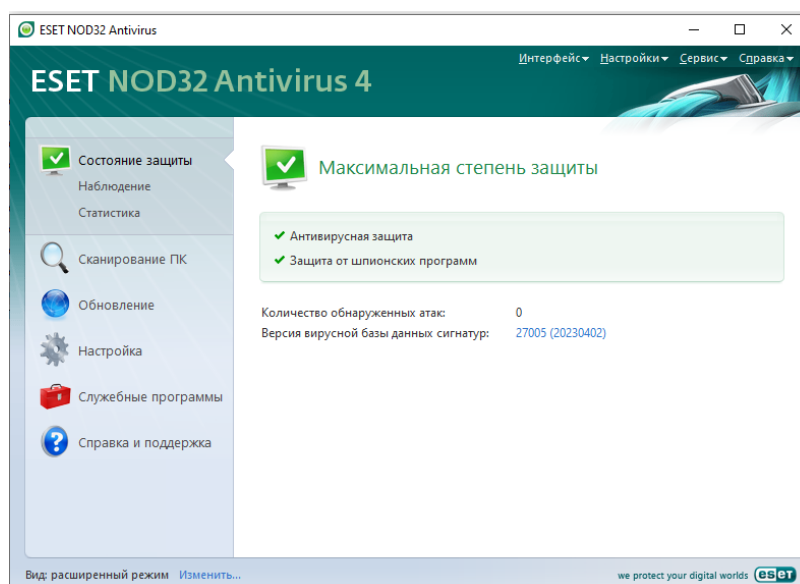 ESET NOD32 Antivirus
Интерфейс Настройки Сервис Справка
ESET NOD32 Antivirus 4
Состояние защиты
Наблюдение
Статистика
Сканирование ПК
Обновление
Настройка
Служебные программы
Справка и поддержка
Максимальная степень защиты
Антивирусная защита
Защита от шпионских программ
Количество обнаруженных атак: 0
Версия вирусной базы данных сигнатур: 27005 (20230402)
Вид: расширенный режим Изменить...
we protect your digital worlds eset